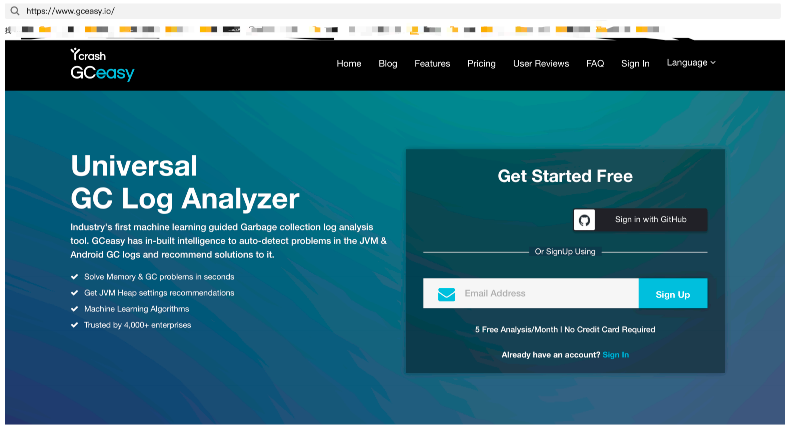 https://www.gceasy.io/
Ycrash
GCeasy
Home Blog Features Pricing User Reviews FAQ Sign In Language
Universal
GC Log Analyzer
Industry's first machine learning guided Garbage collection log analysis
tool. GCeasy has in-built intelligence to auto-detect problems in the JVM &
Android GC logs and recommend solutions to it.
Solve Memory & GC problems in seconds
Get JVM Heap settings recommendations
Machine Learning Algorithms
Trusted by 4,000+ enterprises
Get Started Free
Sign in with GitHub
Or SignUp Using
Email Address
Sign Up
5 Free Analysis/Month | No Credit Card Required
Already have an account? Sign In